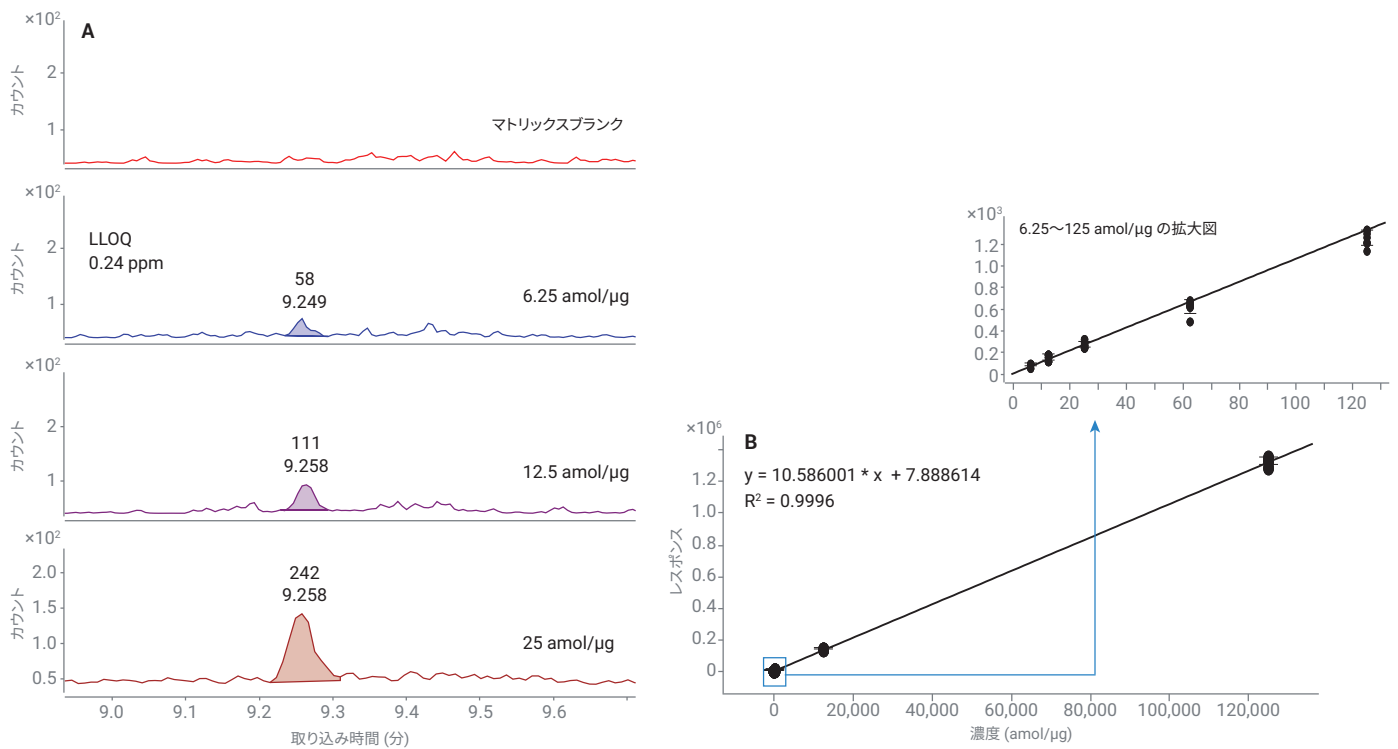 ×10²
A
カウント
2
1
マトリックスブランク
×10²
カウント
2
1
LLOQ
0.24 ppm
58
9.249
6.25 amol/µg
×10²
カウント
2
1
111
9.258
12.5 amol/µg
×10²
カウント
2.0
1.5
1.0
0.5
242
9.258
25 amol/µg
9.0 9.1 9.2 9.3 9.4 9.5 9.6
取り込み時間 (分)
×10³
6.25～125 amol/µg の拡大図
1.2
1.0
0.8
0.6
0.4
0.2
0
0 20 40 60 80 100 120
×10⁶
B
y = 10.586001 * x + 7.888614
R² = 0.9996
レスポンス
1.2
1.0
0.8
0.6
0.4
0.2
0
0 20,000 40,000 60,000 80,000 100,000 120,000
濃度 (amol/µg)